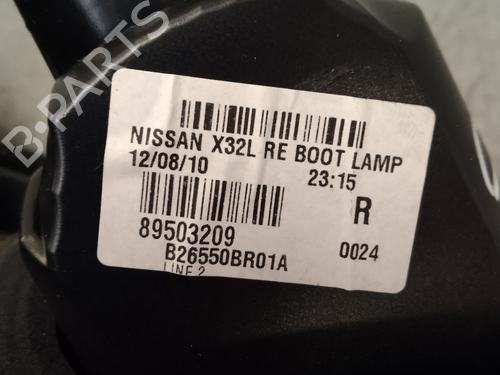 NISSAN X32L RE BOOT LAMP
12/08/10 23:15
R
89503209
B26550BR01A 0024
LINE 2
B-PARTS